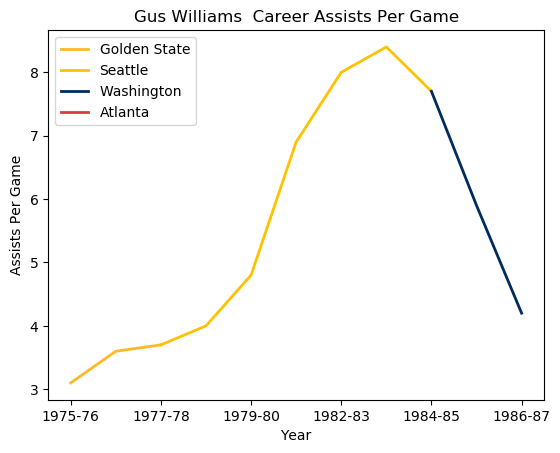 Gus Williams  Career Assists Per Game
Golden State
Seattle
Washington
Atlanta
8
7
6
5
4
3
Assists Per Game
1975-76
1977-78
1979-80
1982-83
1984-85
1986-87
Year